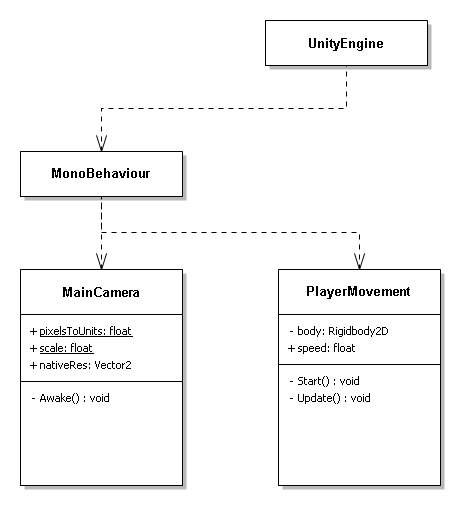 UnityEngine
MonoBehaviour
MainCamera
+ pixelsToUnits: float
+ scale: float
+ nativeRes: Vector2
- Awake() : void
PlayerMovement
- body: Rigidbody2D
+ speed: float
- Start() : void
- Update() : void